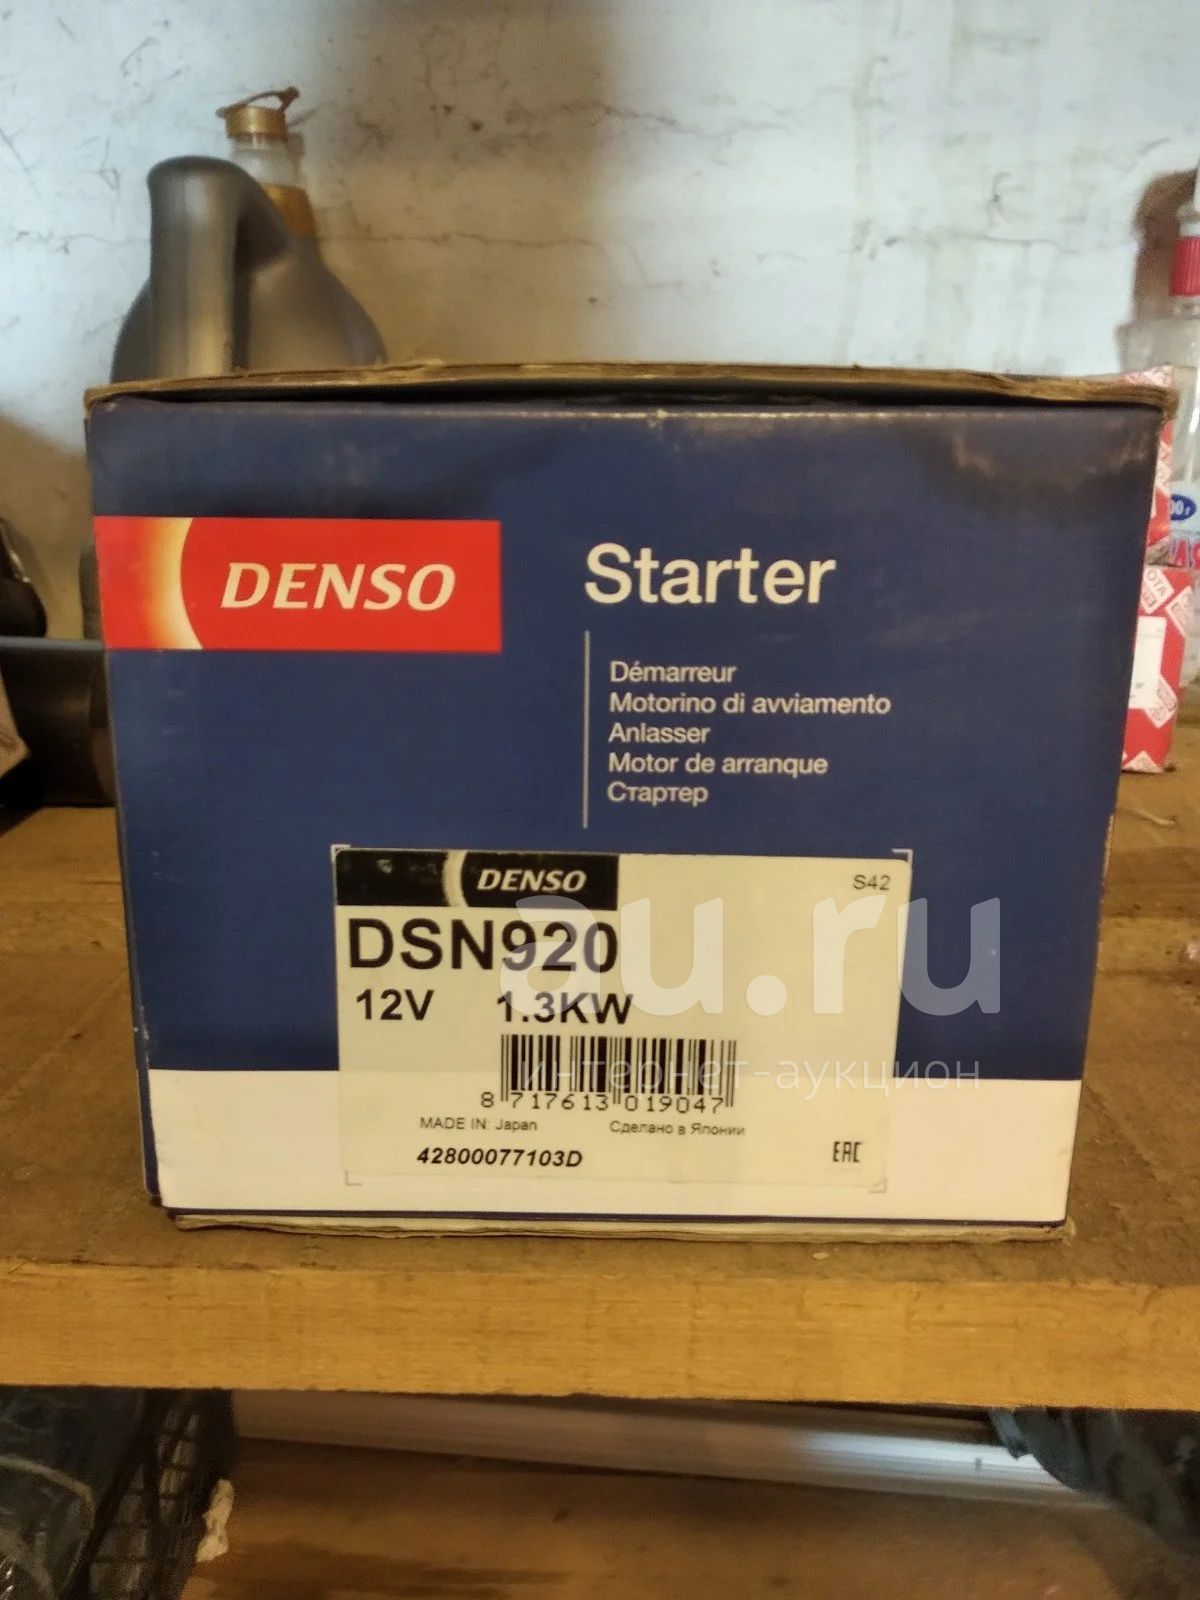 DENSO
Starter
Démarreur
Motorino di avviamento
Anlasser
Motor de arranque
Стартер
DENSO
S42
DSN920
12V 1.3KW
au.ru
интернет-аукцион
8 717613 019047
MADE IN: Japan Сделано в Японии
42800077103D
EAC